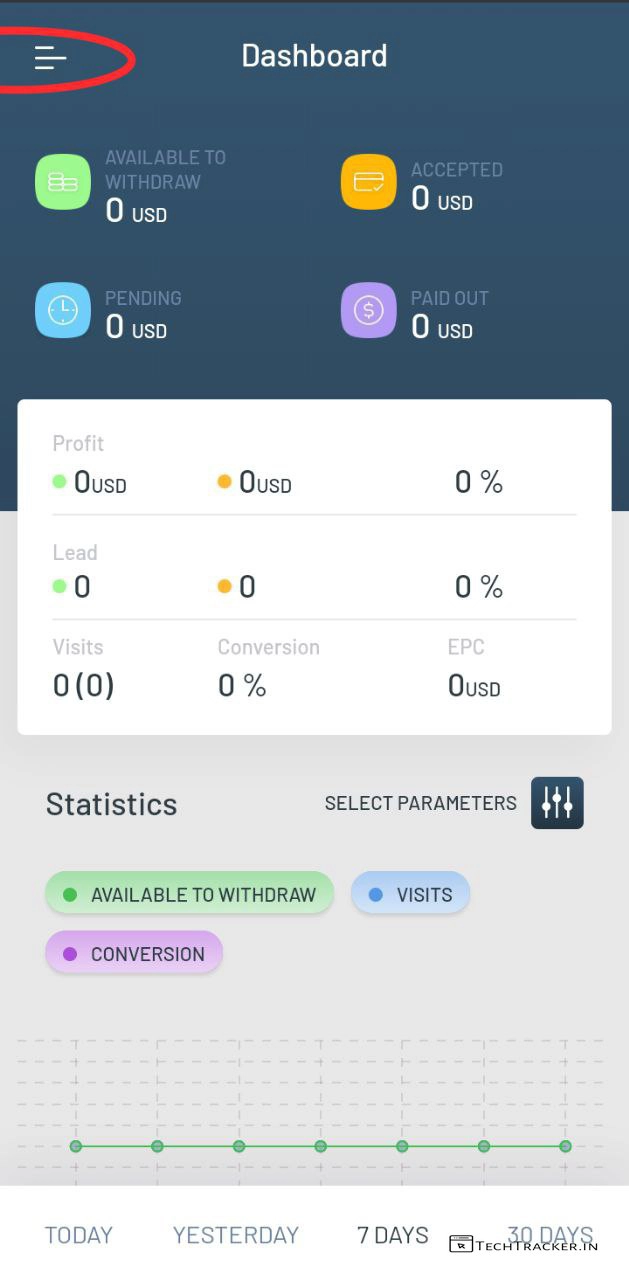 Dashboard
AVAILABLE TO
WITHDRAW
0 USD
ACCEPTED
0 USD
PENDING
0 USD
PAID OUT
0 USD
Profit
0USD 0USD 0 %
Lead
0 0 0 %
Visits Conversion EPC
0 (0) 0 % 0USD
Statistics SELECT PARAMETERS
AVAILABLE TO WITHDRAW VISITS
CONVERSION
TODAY YESTERDAY 7 DAYS 30 DAYS
TECHTRACKER.IN